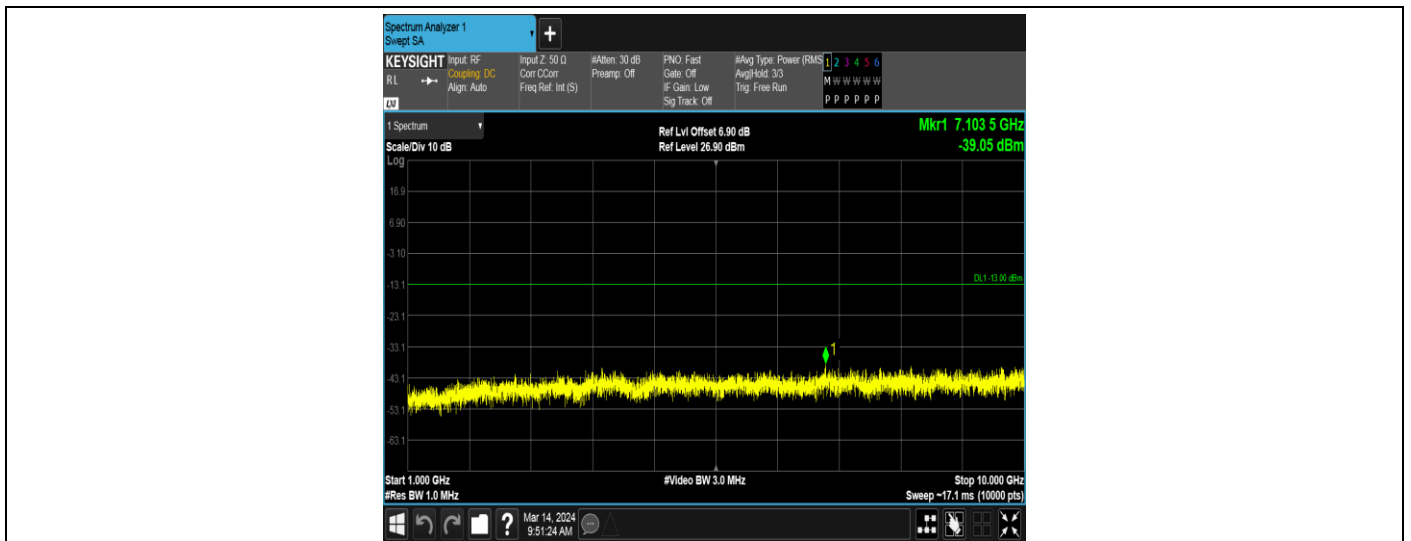 Spectrum Analyzer 1
Swept SA
+
KEYSIGHT Input: RF Input Z: 50 Ω #Atten: 30 dB PNO: Fast #Avg Type: Power (RMS 1 2 3 4 5 6
RL Coupling: DC Corr CCorr Preamp: Off Gate: Off Avg|Hold: 3/3 M W W W W W
Align: Auto Freq Ref: Int (S) IF Gain: Low Trig: Free Run
LXI Sig Track: Off P P P P P P
1 Spectrum Ref Lvl Offset 6.90 dB Mkr1 7.103 5 GHz
Scale/Div 10 dB Ref Level 26.90 dBm -39.05 dBm
Log
16.9
6.90
-3.10
DL1 -13.00 dBm
-13.1
-23.1
-33.1
1
-43.1
-53.1
-63.1
Start 1.000 GHz #Video BW 3.0 MHz Stop 10.000 GHz
#Res BW 1.0 MHz Sweep ~17.1 ms (10000 pts)
? Mar 14, 2024
9:51:24 AM